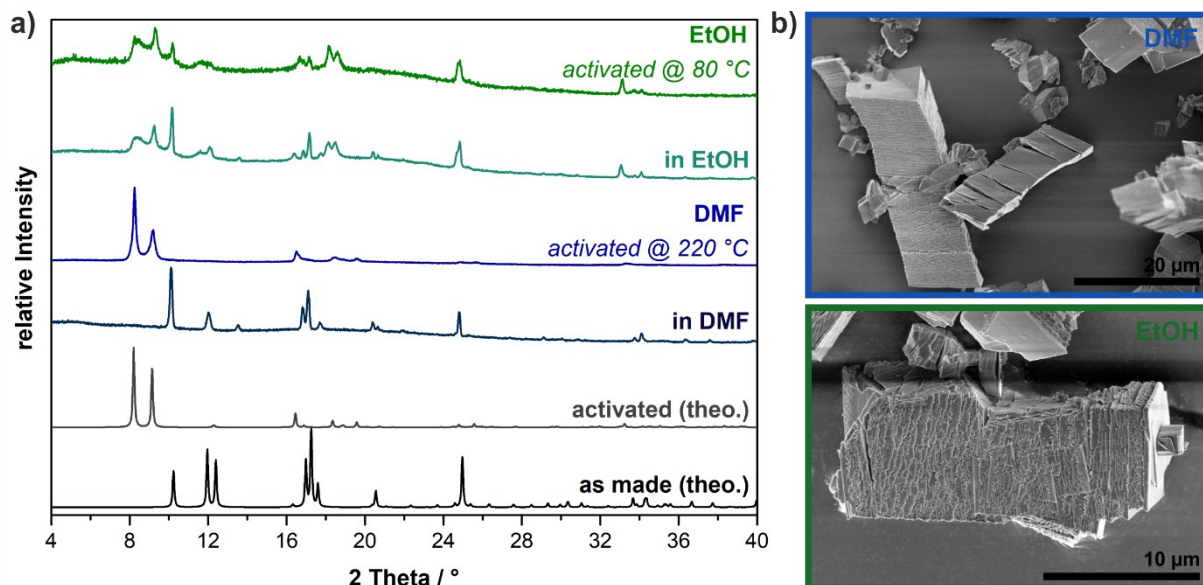 a)
EtOH
activated @ 80 °C
in EtOH
DMF
activated @ 220 °C
in DMF
activated (theo.)
as made (theo.)
relative Intensity
4 8 12 16 20 24 28 32 36 40
2 Theta / °
b)
DMF
20 µm
EtOH
10 µm